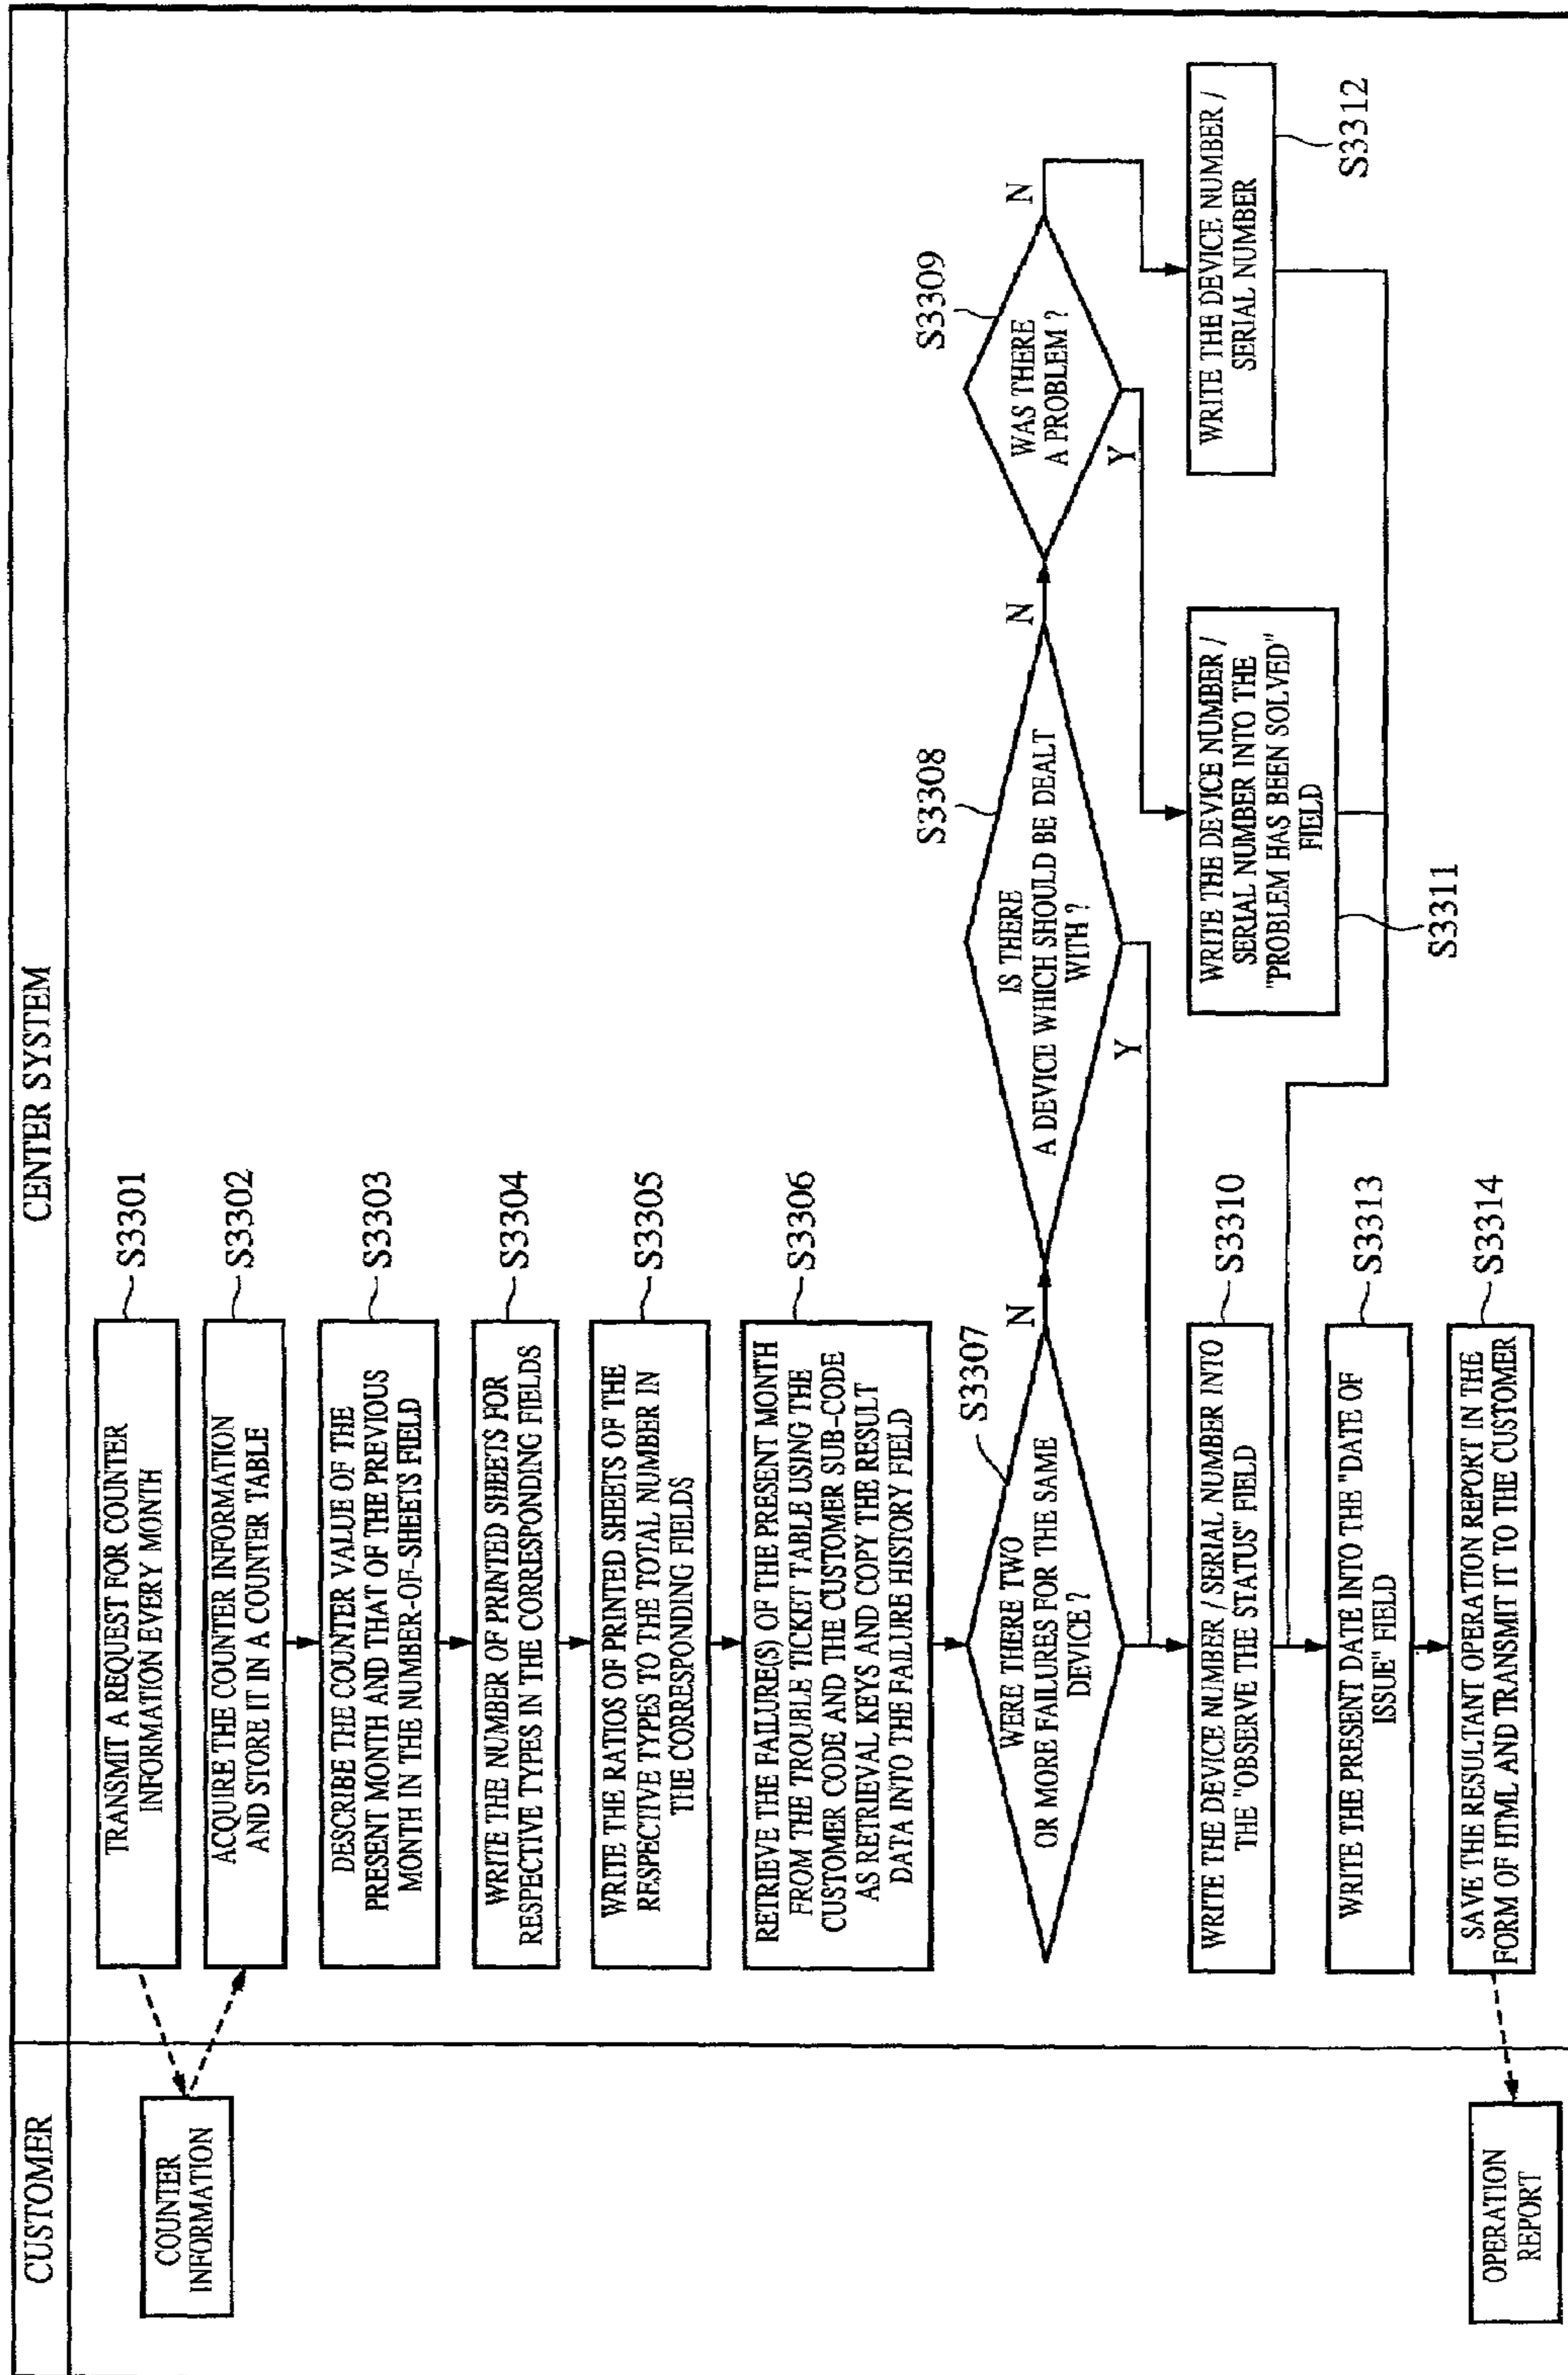 CUSTOMER
CENTER SYSTEM
COUNTER
INFORMATION
TRANSMIT A REQUEST FOR COUNTER
INFORMATION EVERY MONTH
S3301
ACQUIRE THE COUNTER INFORMATION
AND STORE IT IN A COUNTER TABLE
S3302
DESCRIBE THE COUNTER VALUE OF THE
PRESENT MONTH AND THAT OF THE PREVIOUS
MONTH IN THE NUMBER-OF-SHEETS FIELD
S3303
WRITE THE NUMBER OF PRINTED SHEETS FOR
RESPECTIVE TYPES IN THE CORRESPONDING FIELDS
S3304
WRITE THE RATIOS OF PRINTED SHEETS OF THE
RESPECTIVE TYPES TO THE TOTAL NUMBER IN
THE CORRESPONDING FIELDS
S3305
RETRIEVE THE FAILURE(S) OF THE PRESENT MONTH
FROM THE TROUBLE TICKET TABLE USING THE
CUSTOMER CODE AND THE CUSTOMER SUB-CODE
AS RETRIEVAL KEYS AND COPY THE RESULT
DATA INTO THE FAILURE HISTORY FIELD
S3306
WERE THERE TWO
OR MORE FAILURES FOR THE SAME
DEVICE ?
S3307
N
IS THERE
A DEVICE WHICH SHOULD BE DEALT
WITH ?
S3308
N
Y
WAS THERE
A PROBLEM ?
S3309
N
Y
WRITE THE DEVICE NUMBER / SERIAL NUMBER INTO
THE "OBSERVE THE STATUS" FIELD
S3310
WRITE THE DEVICE NUMBER /
SERIAL NUMBER INTO THE
"PROBLEM HAS BEEN SOLVED"
FIELD
S3311
WRITE THE DEVICE NUMBER /
SERIAL NUMBER
S3312
WRITE THE PRESENT DATE INTO THE "DATE OF
ISSUE" FIELD
S3313
SAVE THE RESULTANT OPERATION REPORT IN THE
FORM OF HTML AND TRANSMIT IT TO THE CUSTOMER
S3314
OPERATION
REPORT